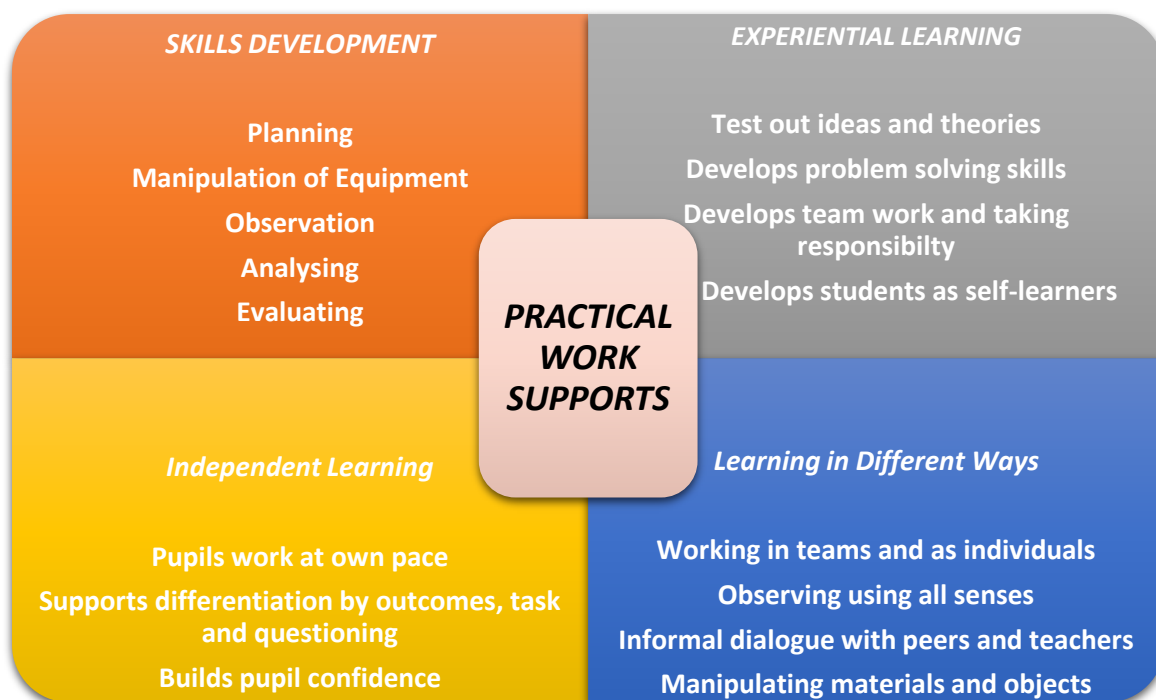 SKILLS DEVELOPMENT
Planning
Manipulation of Equipment
Observation
Analysing
Evaluating
EXPERIENTIAL LEARNING
Test out ideas and theories
Develops problem solving skills
Develops team work and taking
responsibilty
Develops students as self-learners
PRACTICAL
WORK
SUPPORTS
Independent Learning
Pupils work at own pace
Supports differentiation by outcomes, task
and questioning
Builds pupil confidence
Learning in Different Ways
Working in teams and as individuals
Observing using all senses
Informal dialogue with peers and teachers
Manipulating materials and objects